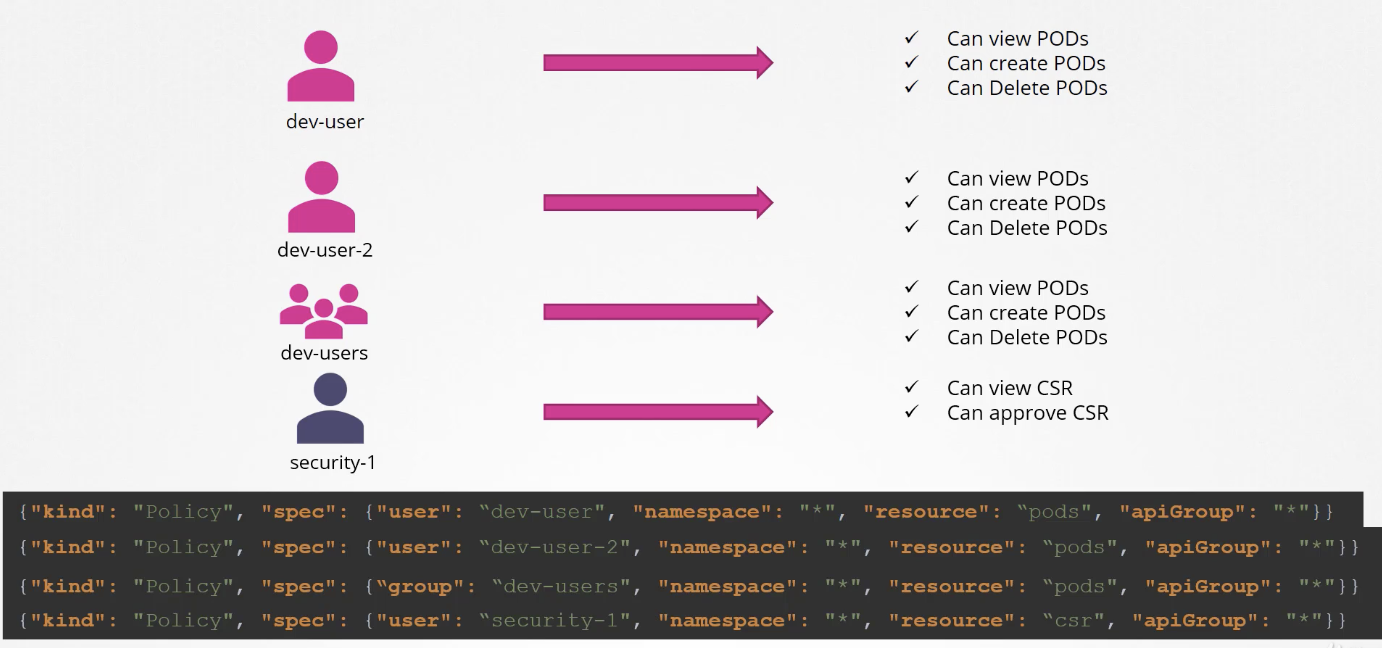 ✓ Can view PODs
✓ Can create PODs
✓ Can Delete PODs
dev-user
✓ Can view PODs
✓ Can create PODs
✓ Can Delete PODs
dev-user-2
✓ Can view PODs
✓ Can create PODs
✓ Can Delete PODs
dev-users
✓ Can view CSR
✓ Can approve CSR
security-1
{"kind": "Policy", "spec": {"user": “dev-user", "namespace": "*", "resource": “pods", "apiGroup": "*"}}
{"kind": "Policy", "spec": {"user": “dev-user-2", "namespace": "*", "resource": “pods", "apiGroup": "*"}}
{"kind": "Policy", "spec": {“group": “dev-users", "namespace": "*", "resource": “pods", "apiGroup": "*"}}
{"kind": "Policy", "spec": {"user": “security-1", "namespace": "*", "resource": “csr", "apiGroup": "*"}}